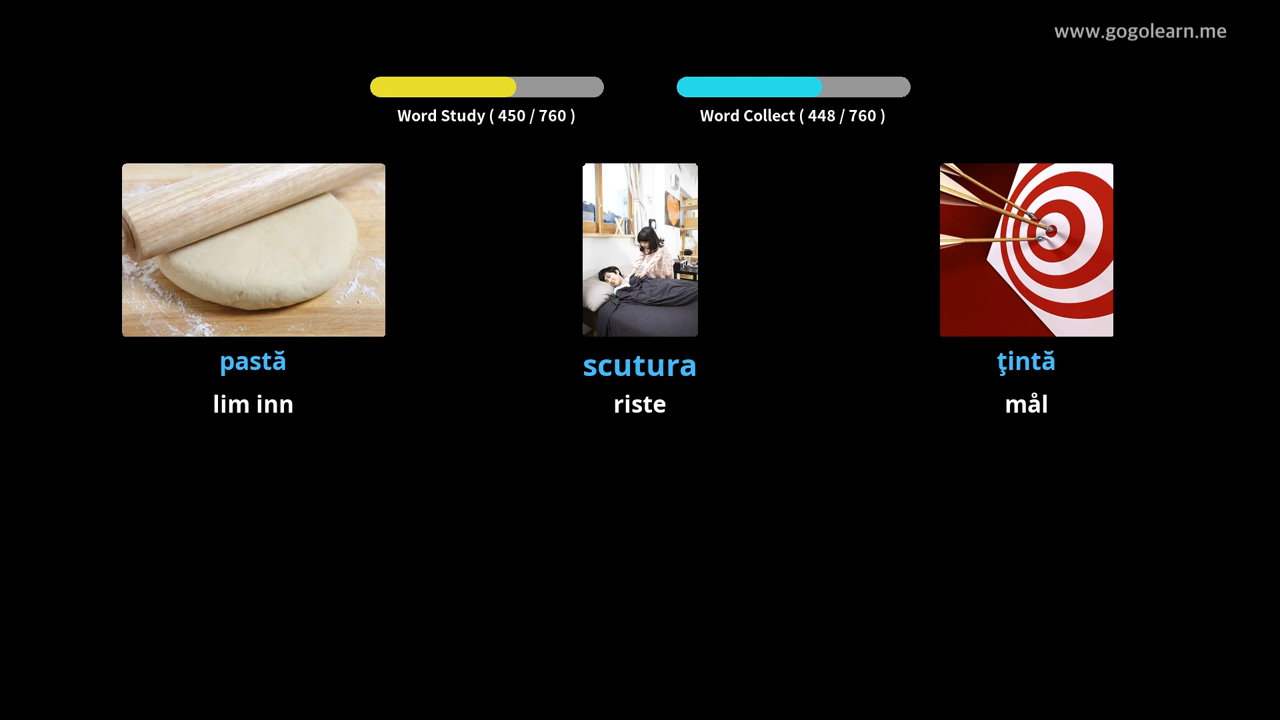 www.gogolearn.me
Word Study ( 450 / 760 )
Word Collect ( 448 / 760 )
pastă
scutura
ţintă
lim inn
riste
mål